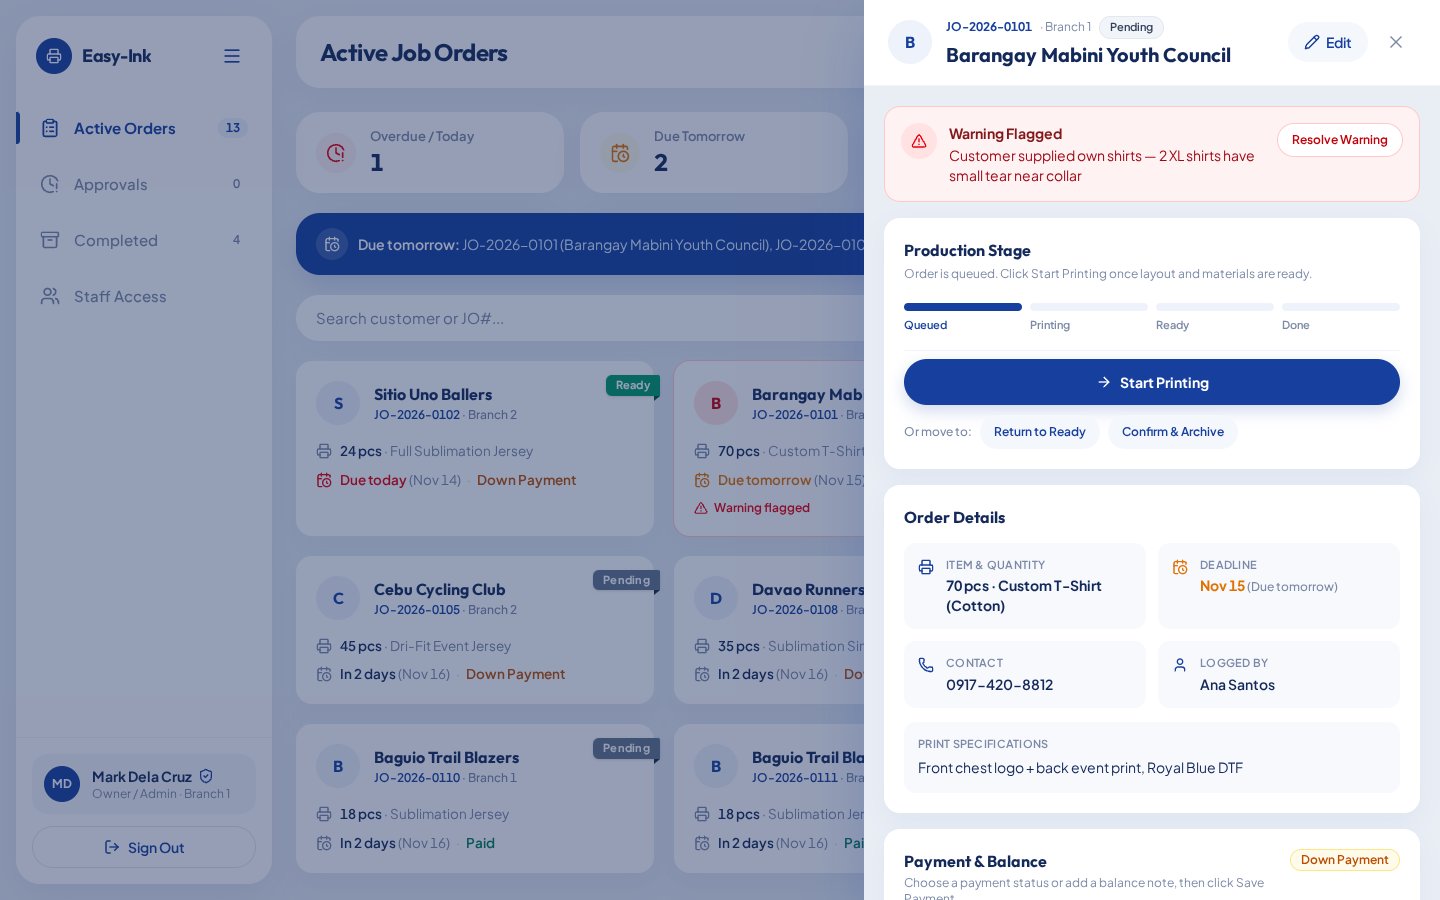 Easy-Ink
Active Orders 13
Approvals 0
Completed 4
Staff Access
MD
Mark Dela Cruz
Owner / Admin · Branch 1
Sign Out
Active Job Orders
Overdue / Today
1
Due Tomorrow
2
Due tomorrow: JO-2026-0101 (Barangay Mabini Youth Council), JO-2026-010
Search customer or JO#...
S
Sitio Uno Ballers
JO-2026-0102 · Branch 2
Ready
24 pcs · Full Sublimation Jersey
Due today (Nov 14) · Down Payment
B
Barangay Mab
JO-2026-0101 · Bra
70 pcs · Custom T-Shirt
Due tomorrow (Nov 15)
Warning flagged
C
Cebu Cycling Club
JO-2026-0105 · Branch 2
Pending
45 pcs · Dri-Fit Event Jersey
In 2 days (Nov 16) · Down Payment
D
Davao Runners
JO-2026-0108 · Bra
35 pcs · Sublimation Sin
In 2 days (Nov 16) · Do
B
Baguio Trail Blazers
JO-2026-0110 · Branch 1
Pending
18 pcs · Sublimation Jersey
In 2 days (Nov 16) · Paid
B
Baguio Trail Bla
JO-2026-0111 · Bra
18 pcs · Sublimation Jer
In 2 days (Nov 16) · Pai
B
JO-2026-0101 · Branch 1 Pending
Barangay Mabini Youth Council
Edit
Warning Flagged
Customer supplied own shirts — 2 XL shirts have
small tear near collar
Resolve Warning
Production Stage
Order is queued. Click Start Printing once layout and materials are ready.
Queued Printing Ready Done
Start Printing
Or move to: Return to Ready Confirm & Archive
Order Details
ITEM & QUANTITY
70 pcs · Custom T-Shirt
(Cotton)
DEADLINE
Nov 15 (Due tomorrow)
CONTACT
0917-420-8812
LOGGED BY
Ana Santos
PRINT SPECIFICATIONS
Front chest logo + back event print, Royal Blue DTF
Payment & Balance
Down Payment
Choose a payment status or add a balance note, then click Save
Payment.